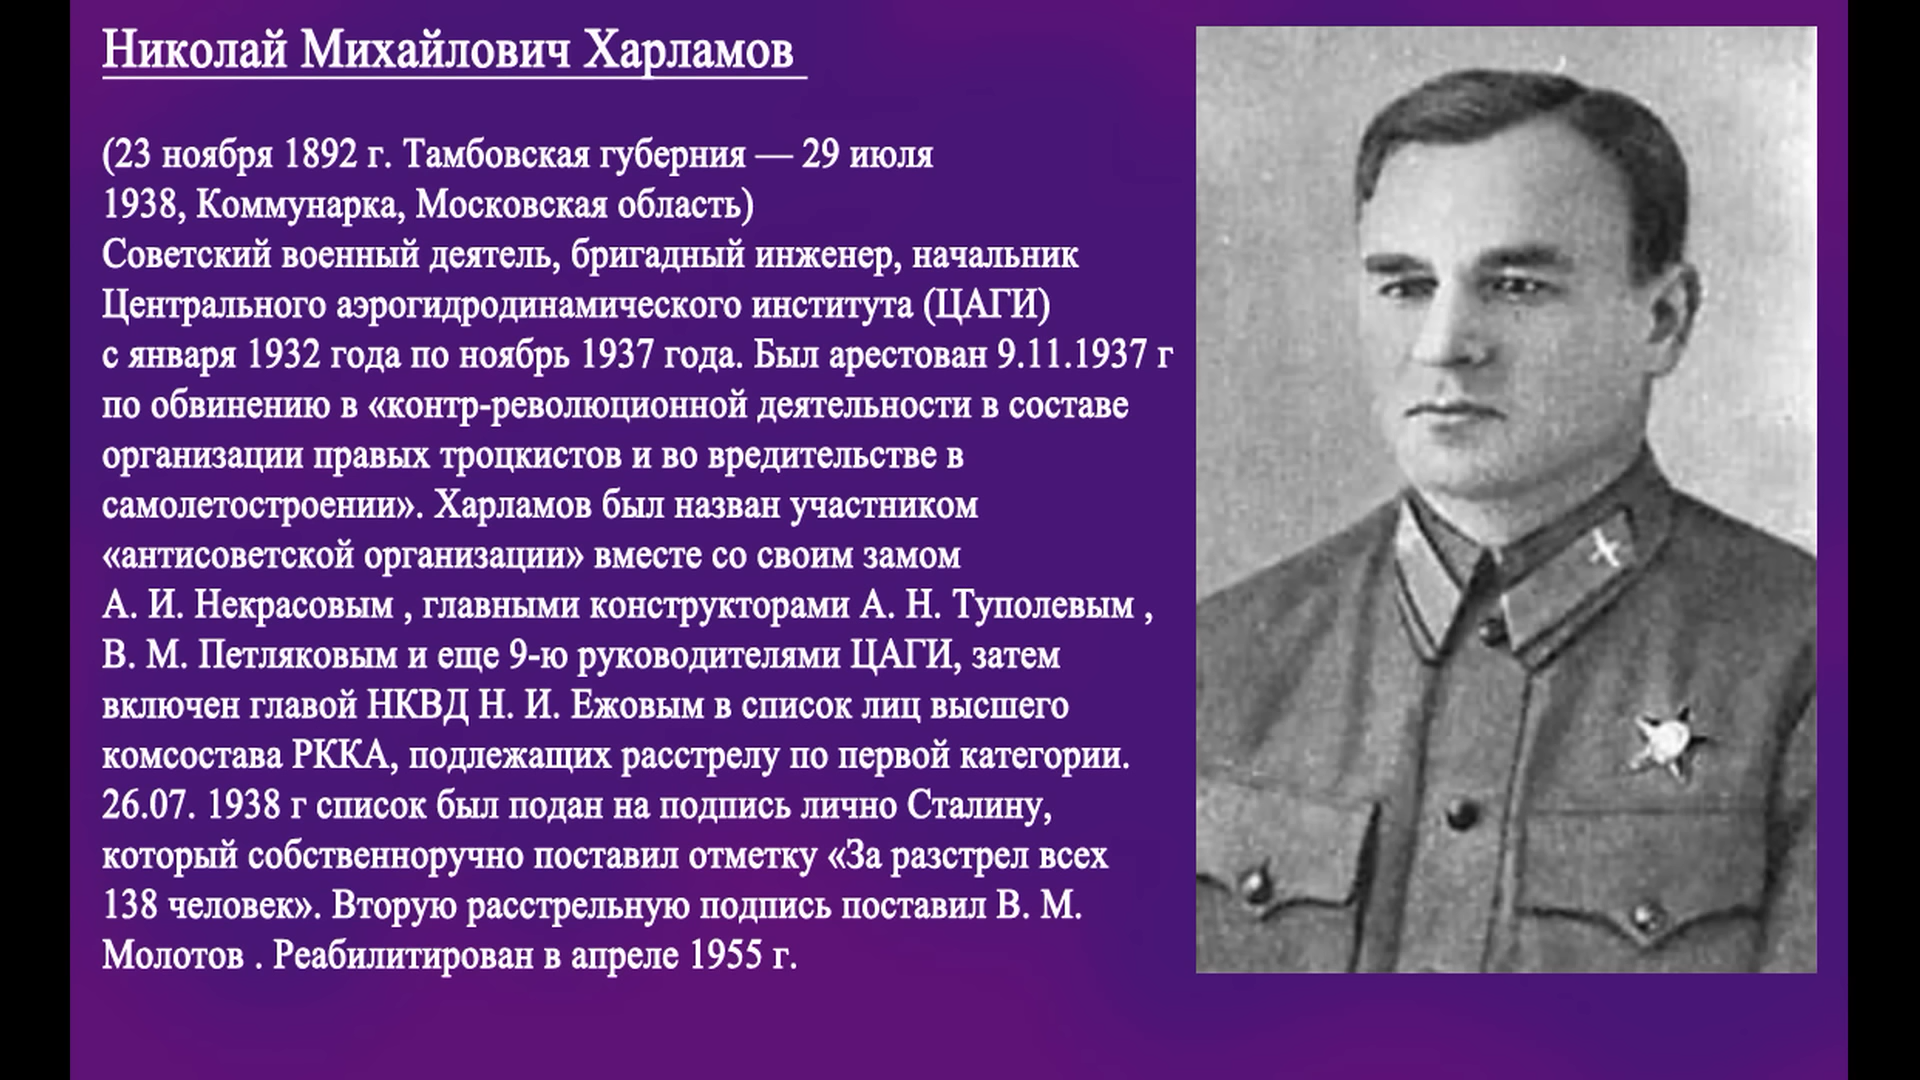 Николай Михайлович Харламов
(23 ноября 1892 г. Тамбовская губерния — 29 июля
1938, Коммунарка, Московская область)
Советский военный деятель, бригадный инженер, начальник
Центрального аэрогидродинамического института (ЦАГИ)
с января 1932 года по ноябрь 1937 года. Был арестован 9.11.1937 г
по обвинению в «контр-революционной деятельности в составе
организации правых троцкистов и во вредительстве в
самолетостроении». Харламов был назван участником
«антисоветской организации» вместе со своим замом
А. И. Некрасовым , главными конструкторами А. Н. Туполевым ,
В. М. Петляковым и еще 9-ю руководителями ЦАГИ, затем
включен главой НКВД Н. И. Ежовым в список лиц высшего
комсостава РККА, подлежащих расстрелу по первой категории.
26.07. 1938 г список был подан на подпись лично Сталину,
который собственноручно поставил отметку «За разстрел всех
138 человек». Вторую расстрельную подпись поставил В. М.
Молотов . Реабилитирован в апреле 1955 г.